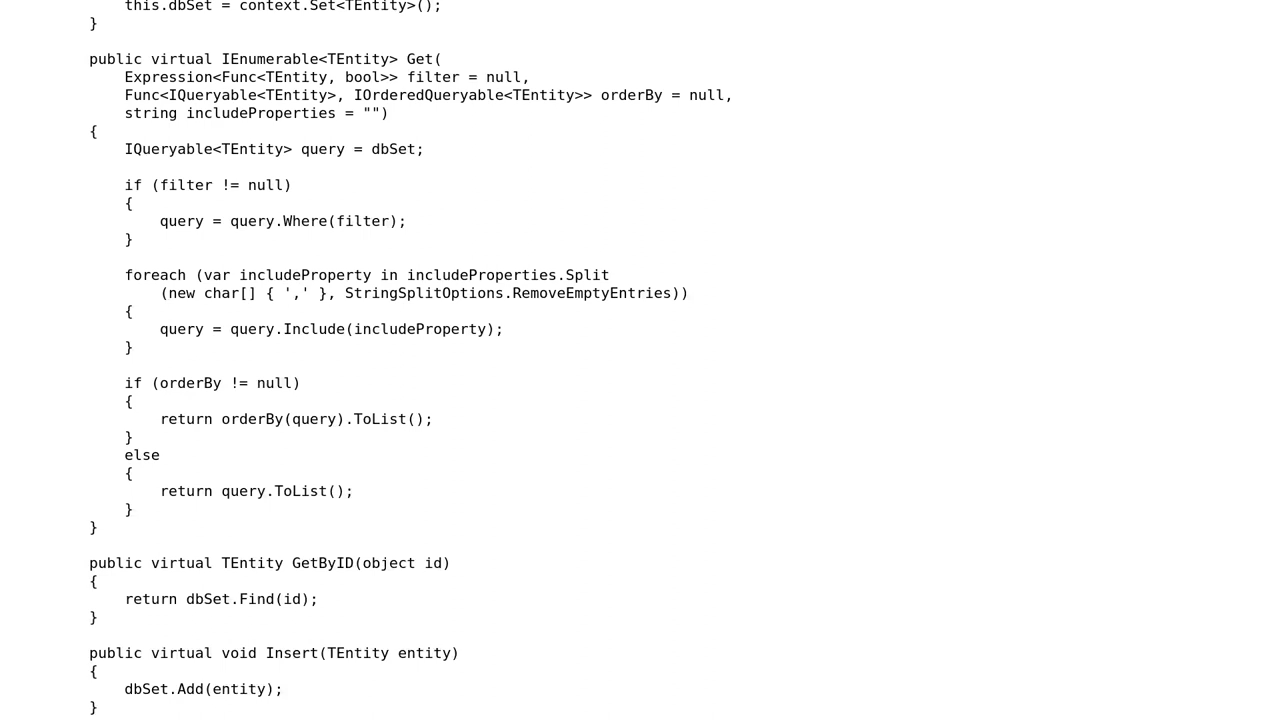 this.dbSet = context.Set<TEntity>();
}
public virtual IEnumerable<TEntity> Get(
Expression<Func<TEntity, bool>> filter = null,
Func<IQueryable<TEntity>, IOrderedQueryable<TEntity>> orderBy = null,
string includeProperties = "")
{
IQueryable<TEntity> query = dbSet;
if (filter != null)
{
query = query.Where(filter);
}
foreach (var includeProperty in includeProperties.Split
(new char[] { ',' }, StringSplitOptions.RemoveEmptyEntries))
{
query = query.Include(includeProperty);
}
if (orderBy != null)
{
return orderBy(query).ToList();
}
else
{
return query.ToList();
}
}
public virtual TEntity GetByID(object id)
{
return dbSet.Find(id);
}
public virtual void Insert(TEntity entity)
{
dbSet.Add(entity);
}